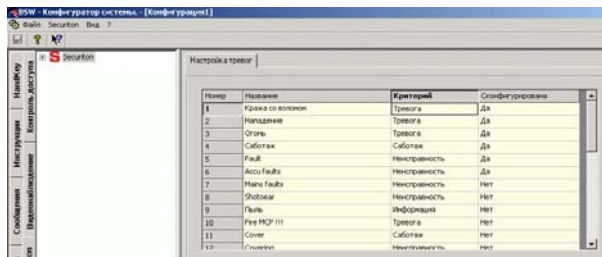 BSW - Конфигуратор системы. - [Конфигурация1]
Файл Securiton Вид ?
HandKey
Контроль доступа
Инструкции
Видеонаблюдение
Сообщения
Securiton
Настройка тревог
Номер Название Критерий Сконфигурирована
1 Кража со взломом Тревога Да
2 Нападение Тревога Да
3 Огонь Тревога Да
4 Саботаж Саботаж Да
5 Fault Неисправность Да
6 Accu faults Неисправность Да
7 Mains faults Неисправность Нет
8 Shotoear Неисправность Нет
9 Пыль Информация Нет
10 Fire MCP !!! Тревога Нет
11 Cover Саботаж Нет
12 Covering Неисправность Нет